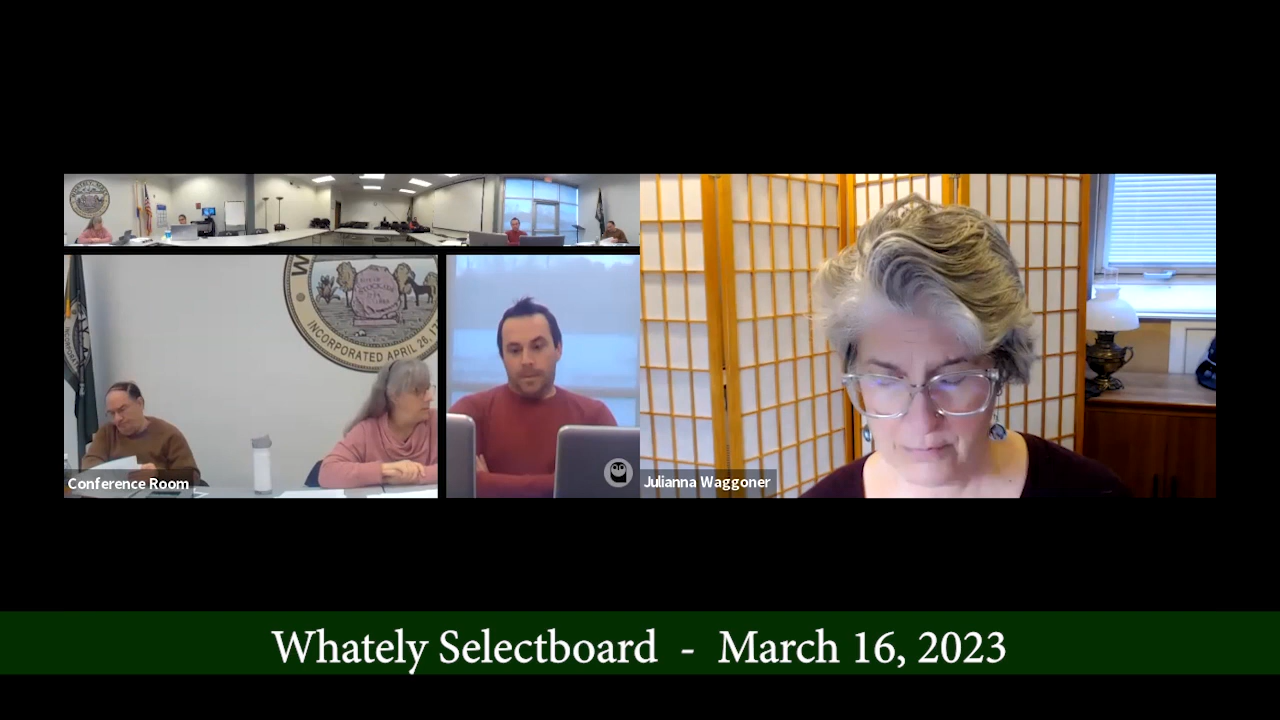 W
INCORPORATED APRIL 26, 17
Conference Room
Julianna Waggoner
Whately Selectboard - March 16, 2023